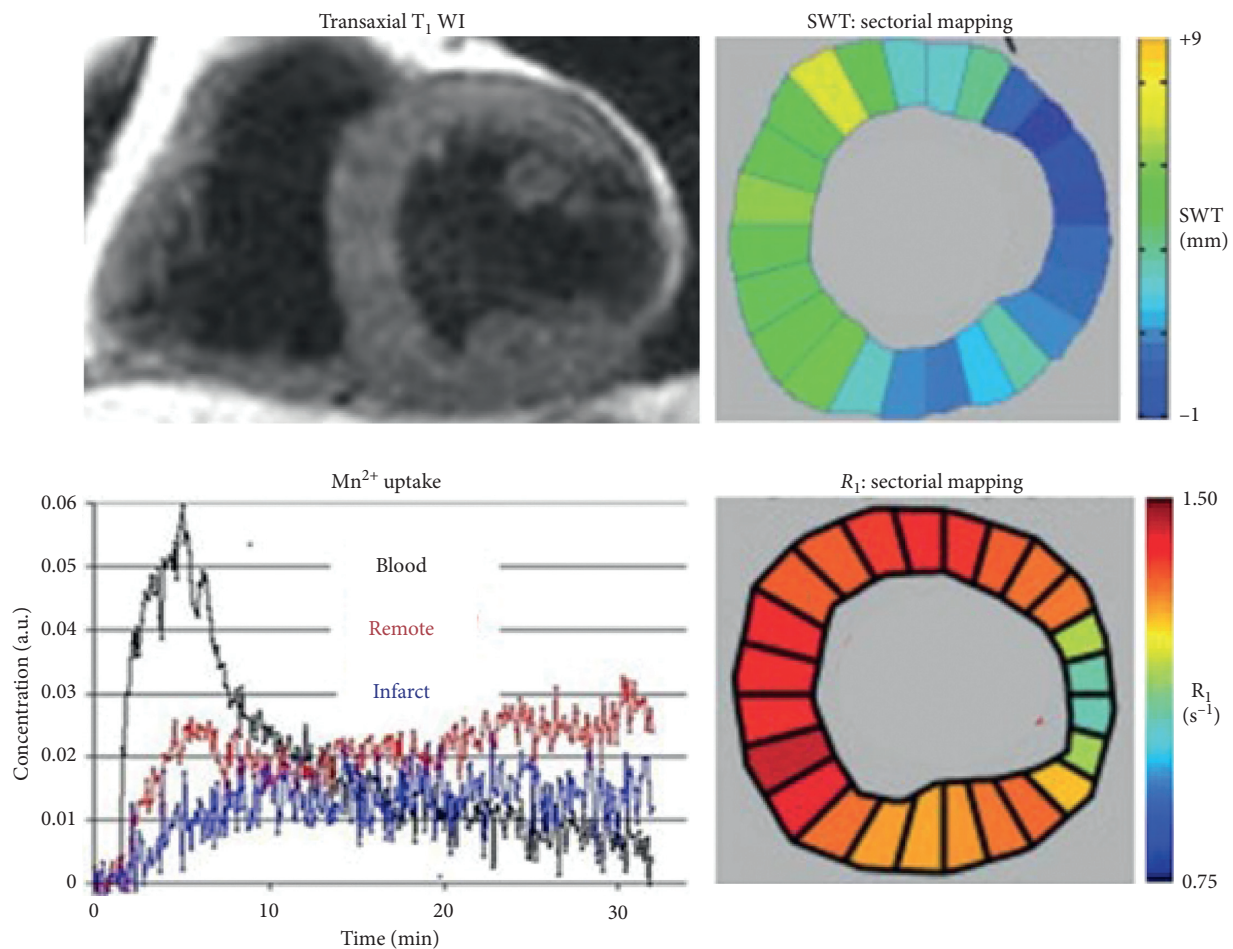 Transaxial T₁ WI
SWT: sectorial mapping
+9
SWT
(mm)
−1
Mn²⁺ uptake
0.06
0.05
0.04
0.03
0.02
0.01
0
Concentration (a.u.)
Blood
Remote
Infarct
0
10
20
30
Time (min)
R₁: sectorial mapping
1.50
R₁
(s⁻¹)
0.75